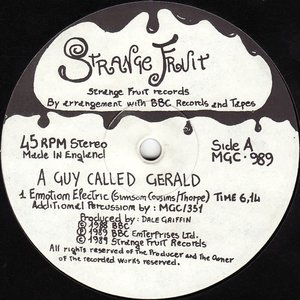 STRANGE FRUIT
Strange Fruit records
By arrangement with BBC Records and Tapes
45 RPM Stereo
Made In England
Side A
MGC · 989
A GUY CALLED GERALD
1 Emotion Electric (Simson Cousins/Thorpe) TIME 6,14
Additional Percussion by : MGC/351
Produced by : DALE GRIFFIN
℗ 1988 BBC
℗ 1989 BBC Enterprises Ltd.
© 1989 Strange Fruit Records
All rights reserved of the Producer and The Owner
of the recorded works reserved.